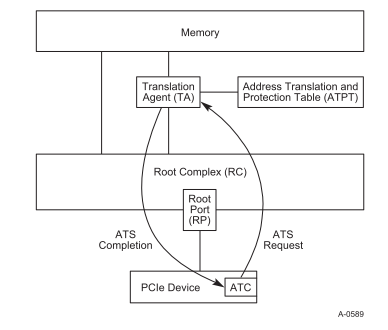 Memory
Translation
Agent (TA)
Address Translation and
Protection Table (ATPT)
Root Complex (RC)
Root
Port
(RP)
ATS
Completion
ATS
Request
PCIe Device
ATC
A-0589